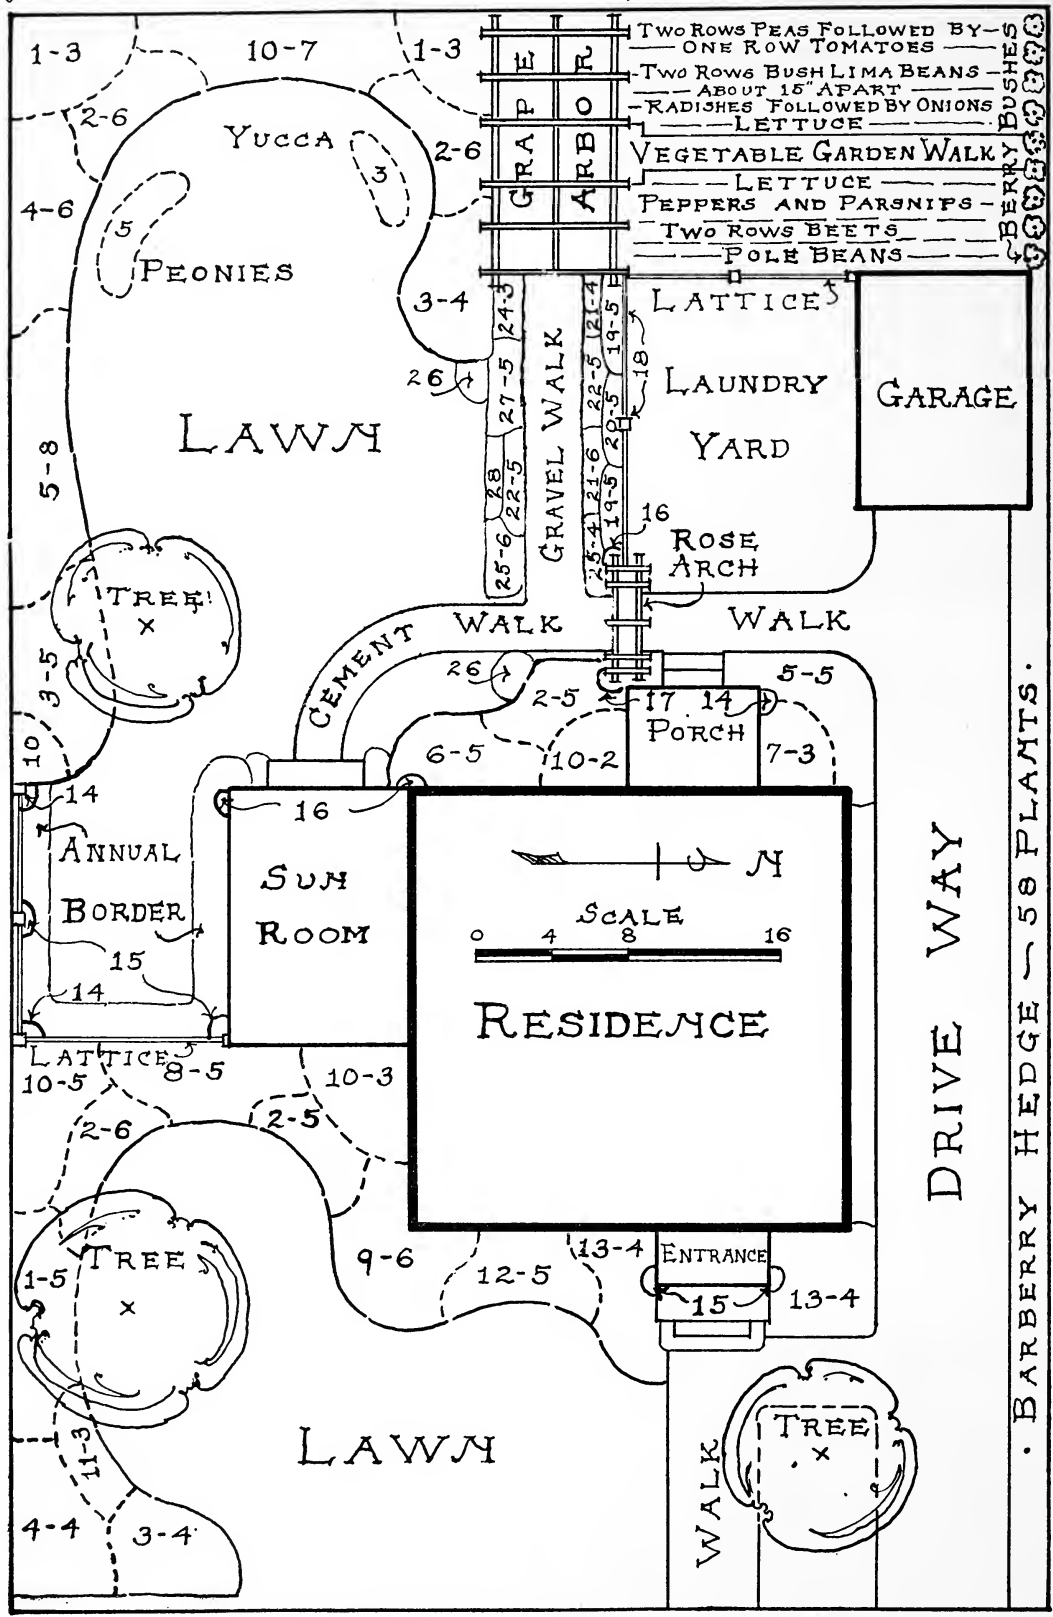 1-3
10-7
1-3
GRAPE
ARBOR
TWO ROWS PEAS FOLLOWED BY
ONE ROW TOMATOES
TWO ROWS BUSH LIMA BEANS
ABOUT 15" APART
RADISHES FOLLOWED BY ONIONS
LETTUCE
VEGETABLE GARDEN WALK
LETTUCE
PEPPERS AND PARSNIPS
TWO ROWS BEETS
POLE BEANS
BERRY BUSHES
2-6
YUCCA
3
2-6
4-6
5
PEONIES
3-4
LATTICE
24-3
21-4
19-5
18
26
27-5
22-5
20-5
LAUNDRY
YARD
GARAGE
LAWN
GRAVEL WALK
5-8
28
22-5
21-6
19-5
16
25-6
25-4
ROSE
ARCH
TREE
CEMENT WALK
WALK
3-5
26
2-5
17
14
5-5
PORCH
10
6-5
10-2
7-3
14
16
ANNUAL
BORDER
SUN
ROOM
N
SCALE
0 4 8 16
15
14
RESIDENCE
DRIVE WAY
BARBERRY HEDGE - 58 PLANTS.
LATTICE
10-5
8-5
10-3
2-6
2-5
TREE
1-5
9-6
12-5
13-4
ENTRANCE
15
13-4
LAWN
11-3
WALK
TREE
4-4
3-4